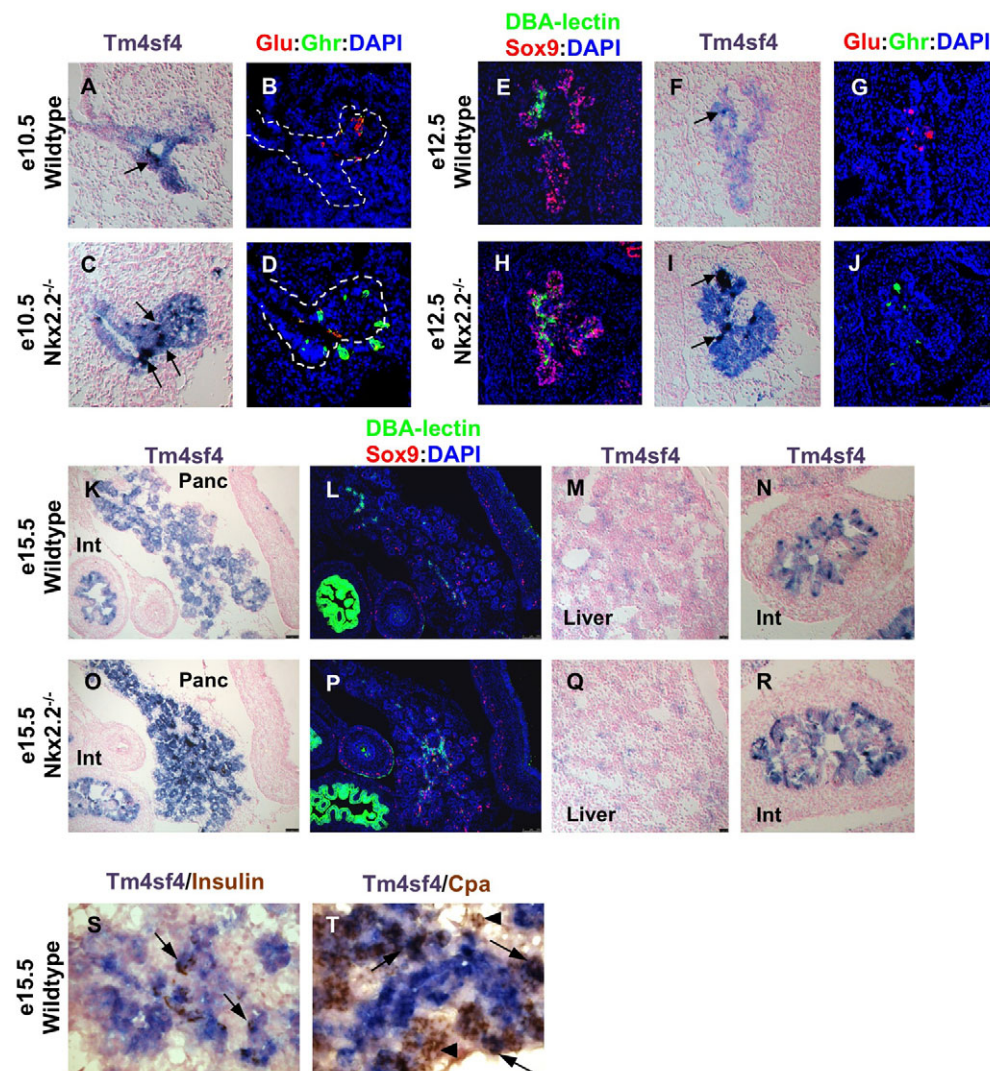 Tm4sf4
Glu:Ghr:DAPI
DBA-lectin
Sox9:DAPI
Tm4sf4
Glu:Ghr:DAPI
e10.5
Wildtype
A
B
e12.5
Wildtype
E
F
G
e10.5
Nkx2.2-/-
C
D
e12.5
Nkx2.2-/-
H
I
J
Tm4sf4
DBA-lectin
Sox9:DAPI
Tm4sf4
Tm4sf4
e15.5
Wildtype
K
Panc
Int
L
M
Liver
N
Int
e15.5
Nkx2.2-/-
O
Panc
Int
P
Q
Liver
R
Int
Tm4sf4/Insulin
Tm4sf4/Cpa
e15.5
Wildtype
S
T